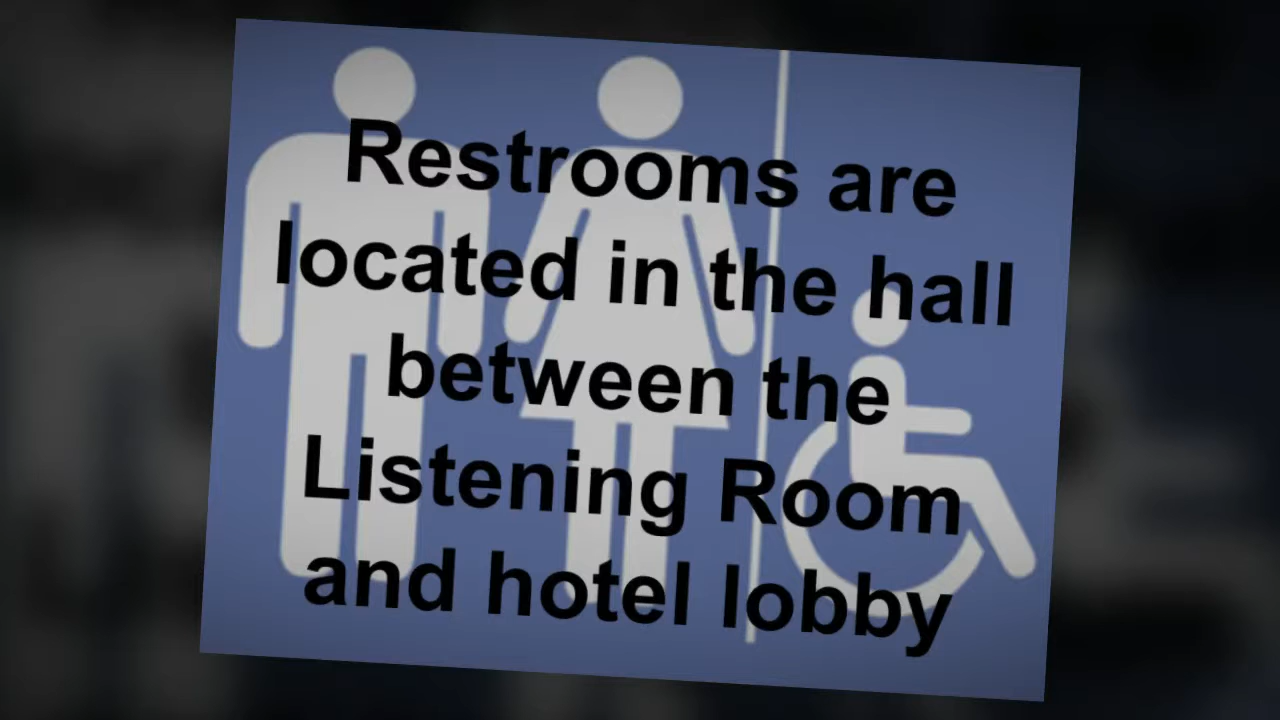 Restrooms are
located in the hall
between the
Listening Room
and hotel lobby